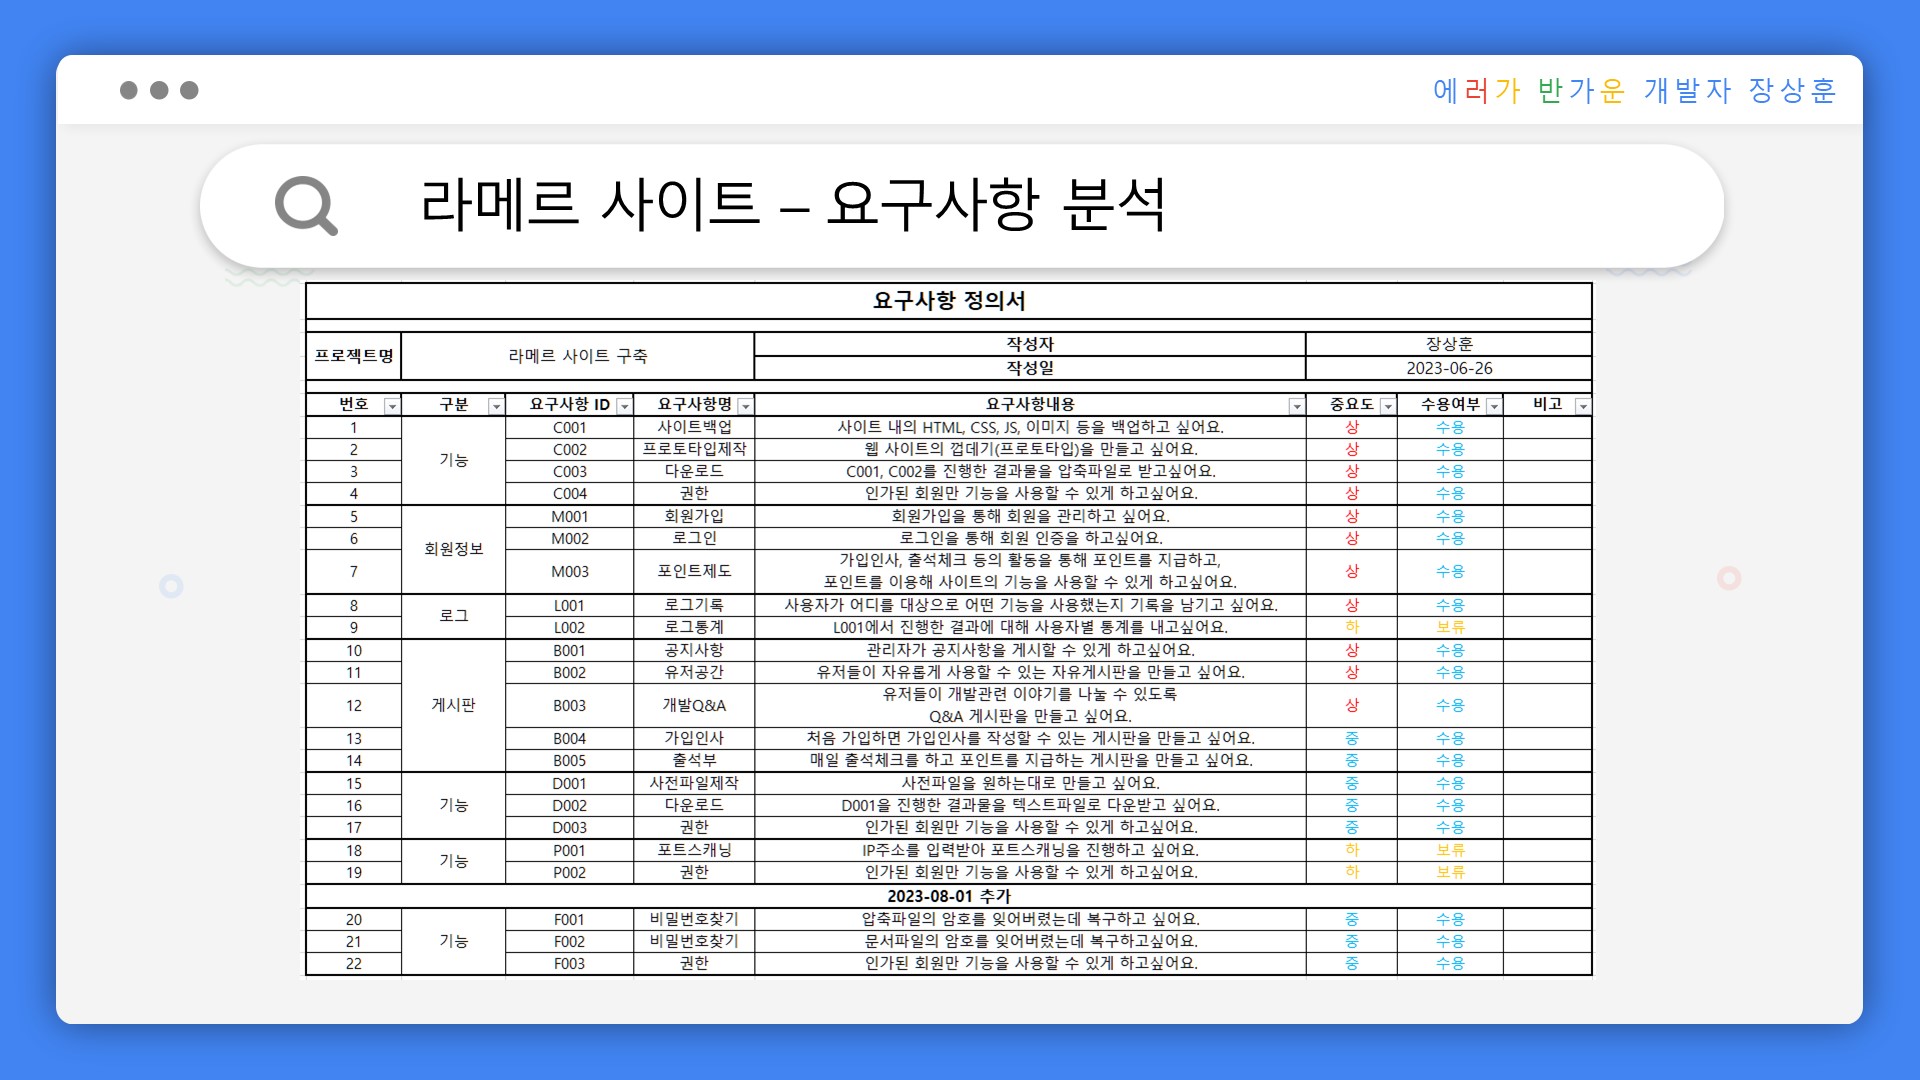 에러가 반가운 개발자 장상훈
라메르 사이트 – 요구사항 분석
요구사항 정의서
프로젝트명 라메르 사이트 구축 작성자 장상훈
작성일 2023-06-26
번호 구분 요구사항 ID 요구사항명 요구사항내용 중요도 수용여부 비고
1 기능 C001 사이트백업 사이트 내의 HTML, CSS, JS, 이미지 등을 백업하고 싶어요. 상 수용
2 C002 프로토타입제작 웹 사이트의 껍데기(프로토타입)을 만들고 싶어요. 상 수용
3 C003 다운로드 C001, C002를 진행한 결과물을 압축파일로 받고싶어요. 상 수용
4 C004 권한 인가된 회원만 기능을 사용할 수 있게 하고싶어요. 상 수용
5 회원정보 M001 회원가입 회원가입을 통해 회원을 관리하고 싶어요. 상 수용
6 M002 로그인 로그인을 통해 회원 인증을 하고싶어요. 상 수용
7 M003 포인트제도 가입인사, 출석체크 등의 활동을 통해 포인트를 지급하고, 상 수용
포인트를 이용해 사이트의 기능을 사용할 수 있게 하고싶어요.
8 로그 L001 로그기록 사용자가 어디를 대상으로 어떤 기능을 사용했는지 기록을 남기고 싶어요. 상 수용
9 L002 로그통계 L001에서 진행한 결과에 대해 사용자별 통계를 내고싶어요. 하 보류
10 게시판 B001 공지사항 관리자가 공지사항을 게시할 수 있게 하고싶어요. 상 수용
11 B002 유저공간 유저들이 자유롭게 사용할 수 있는 자유게시판을 만들고 싶어요. 상 수용
12 B003 개발Q&A 유저들이 개발관련 이야기를 나눌 수 있도록 상 수용
Q&A 게시판을 만들고 싶어요.
13 B004 가입인사 처음 가입하면 가입인사를 작성할 수 있는 게시판을 만들고 싶어요. 중 수용
14 B005 출석부 매일 출석체크를 하고 포인트를 지급하는 게시판을 만들고 싶어요. 중 수용
15 기능 D001 사전파일제작 사전파일을 원하는대로 만들고 싶어요. 중 수용
16 D002 다운로드 D001을 진행한 결과물을 텍스트파일로 다운받고 싶어요. 중 수용
17 D003 권한 인가된 회원만 기능을 사용할 수 있게 하고싶어요. 중 수용
18 기능 P001 포트스캐닝 IP주소를 입력받아 포트스캐닝을 진행하고 싶어요. 하 보류
19 P002 권한 인가된 회원만 기능을 사용할 수 있게 하고싶어요. 하 보류
2023-08-01 추가
20 기능 F001 비밀번호찾기 압축파일의 암호를 잊어버렸는데 복구하고 싶어요. 중 수용
21 F002 비밀번호찾기 문서파일의 암호를 잊어버렸는데 복구하고싶어요. 중 수용
22 F003 권한 인가된 회원만 기능을 사용할 수 있게 하고싶어요. 중 수용